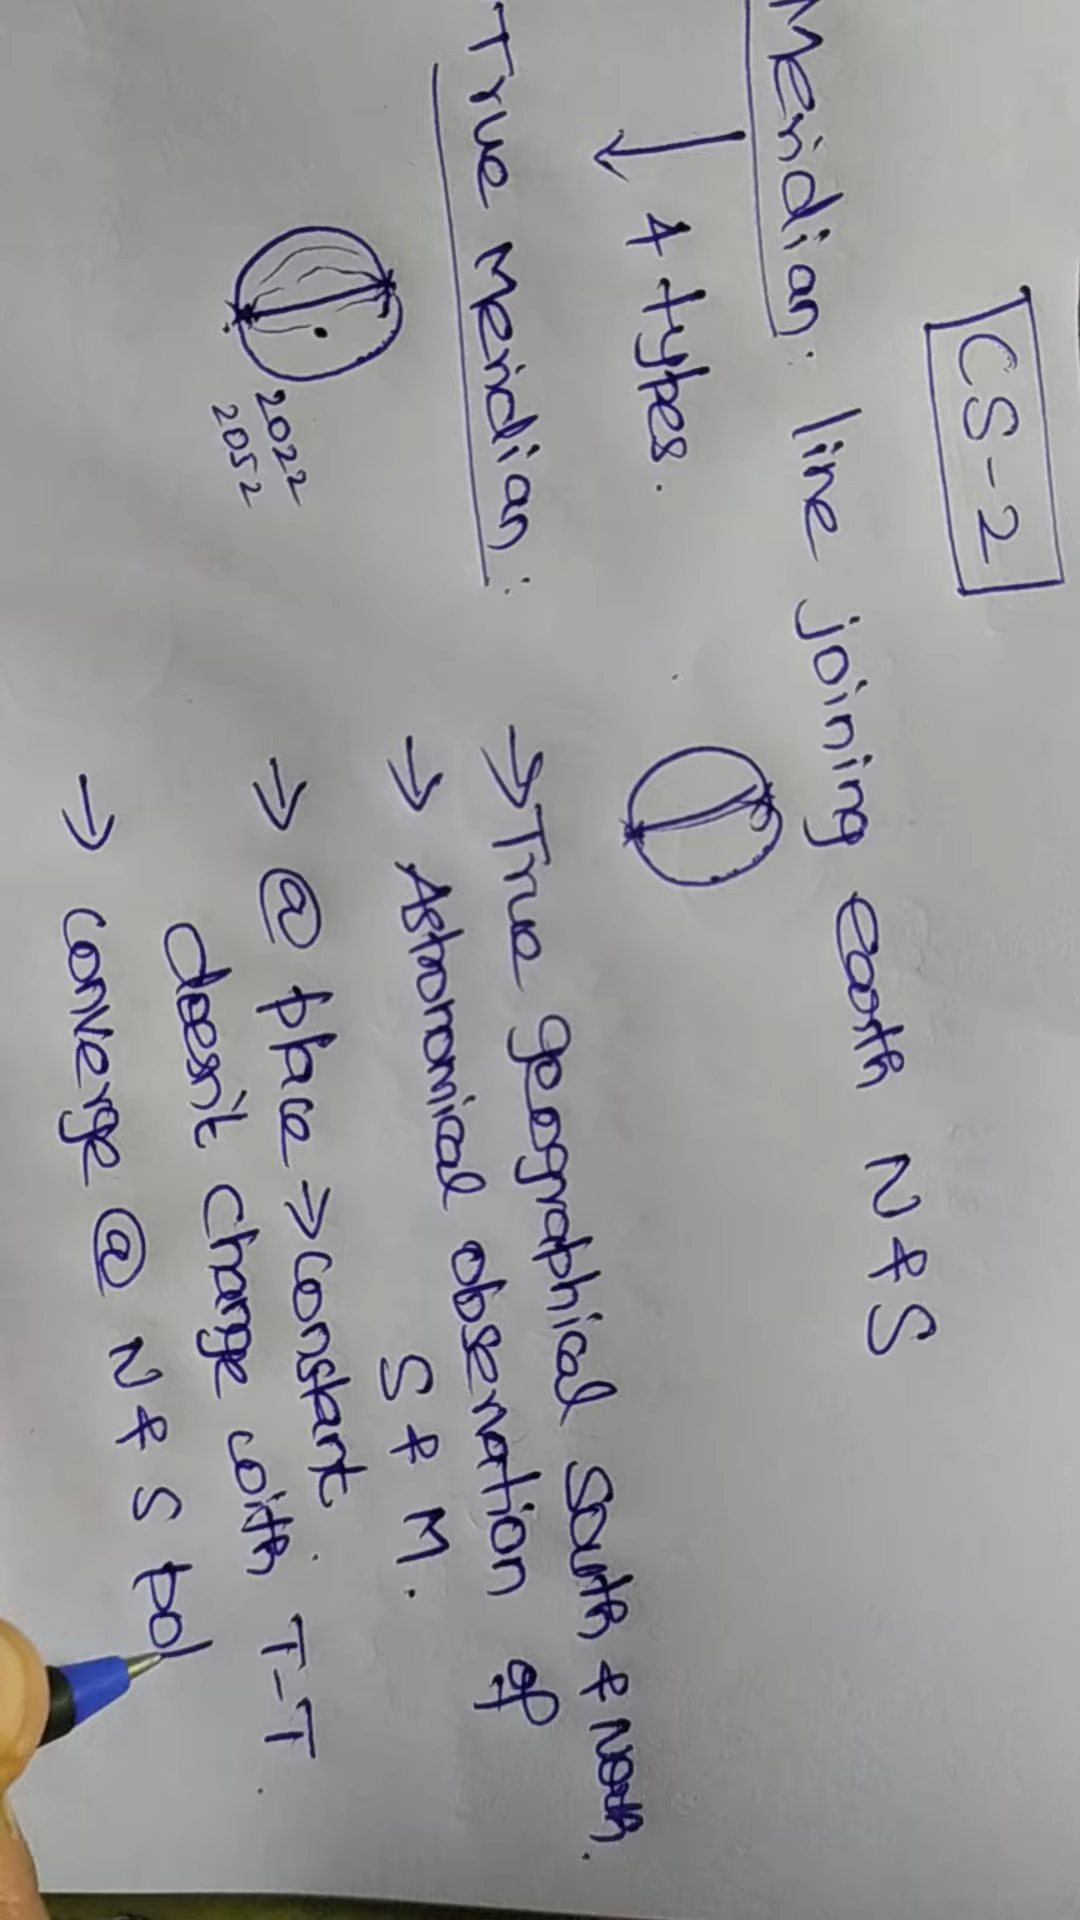 CS-2
Meridian: line joining earth N & S
4 types.
True Meridian:
→ True geographical South & North.
→ Astronomical observation of
S & M.
→ @ place → constant.
doesn't change with T-T.
→ converge @ N & S pol
2022
2052